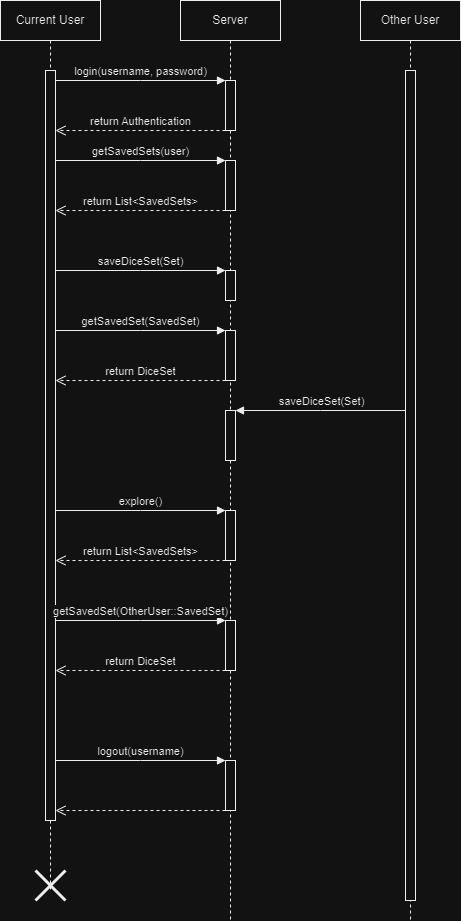 Current User
Server
Other User
login(username, password)
return Authentication
getSavedSets(user)
return List<SavedSets>
saveDiceSet(Set)
getSavedSet(SavedSet)
return DiceSet
saveDiceSet(Set)
explore()
return List<SavedSets>
getSavedSet(OtherUser::SavedSet)
return DiceSet
logout(username)